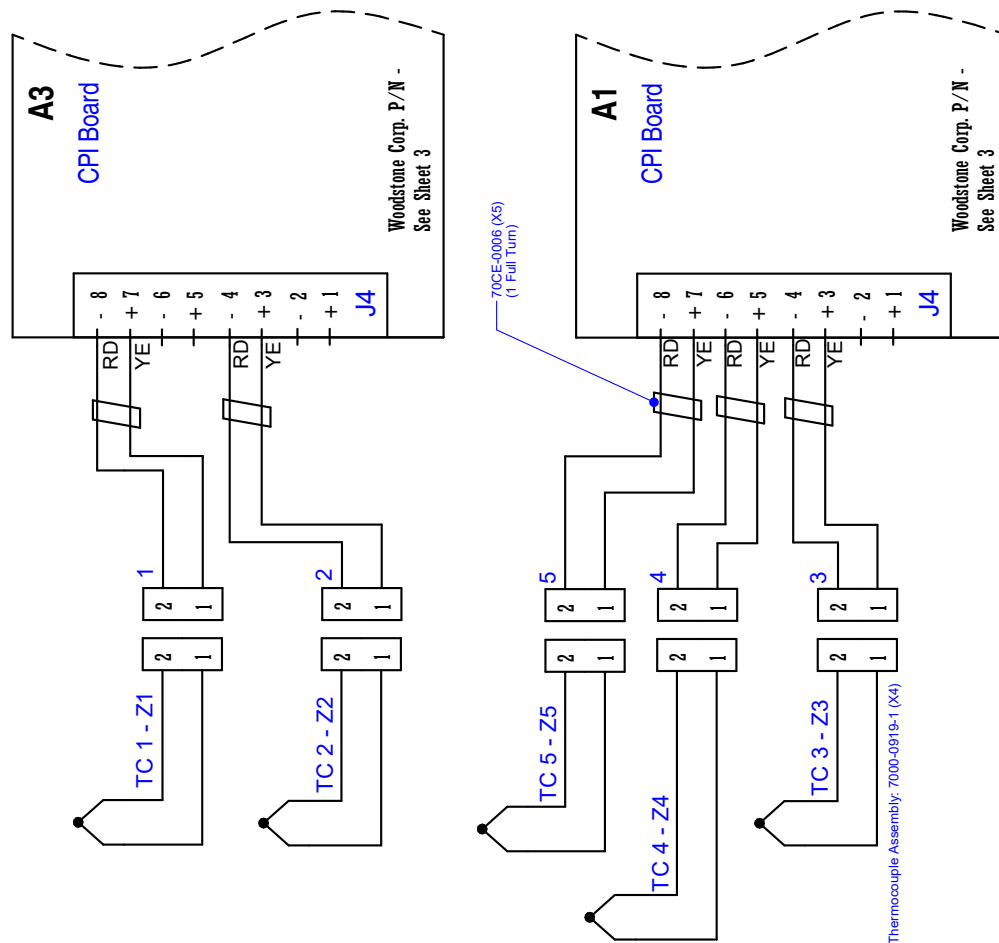 A3
CPI Board
Woodstone Corp. P/N -
See Sheet 3
- 8
+ 7
- 6
+ 5
- 4
+ 3
- 2
+ 1
J4
RD
YE
RD
YE
1
2
1
2
2
1
2
1
TC 1 - Z1
2
1
TC 2 - Z2
A1
CPI Board
Woodstone Corp. P/N -
See Sheet 3
70CE-0006 (X5)
(1 Full Turn)
- 8
+ 7
- 6
+ 5
- 4
+ 3
- 2
+ 1
J4
RD
YE
RD
YE
RD
YE
5
2
1
4
2
1
3
2
1
2
1
TC 5 - Z5
2
1
TC 4 - Z4
2
1
TC 3 - Z3
Thermocouple Assembly: 7000-0919-1 (X4)